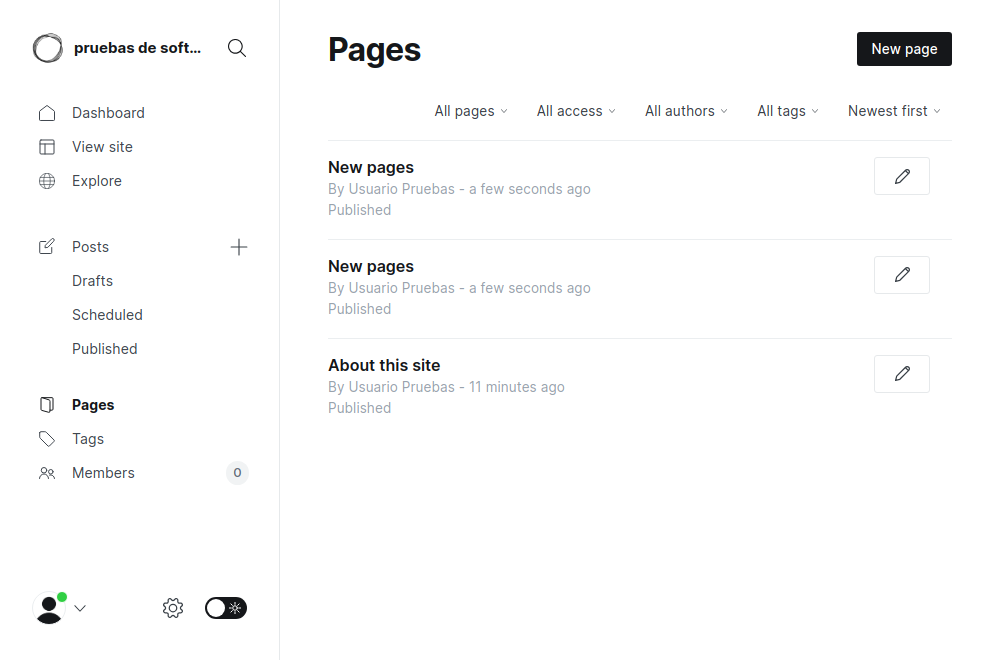 pruebas de soft...
Dashboard
View site
Explore
Posts
Drafts
Scheduled
Published
Pages
Tags
Members 0
Pages
New page
All pages All access All authors All tags Newest first
New pages
By Usuario Pruebas - a few seconds ago
Published
New pages
By Usuario Pruebas - a few seconds ago
Published
About this site
By Usuario Pruebas - 11 minutes ago
Published